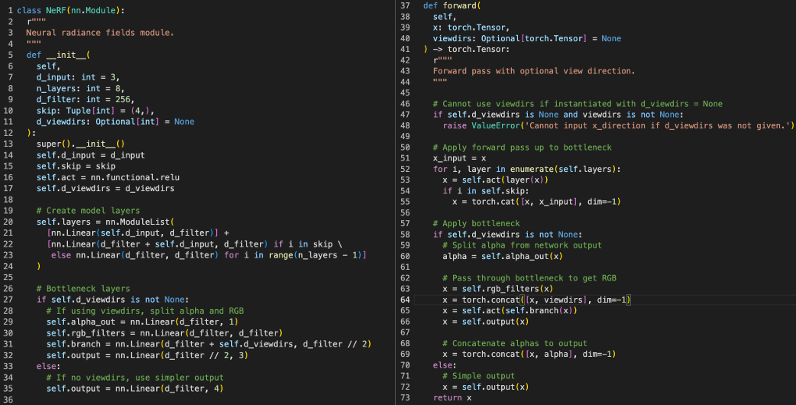 1 class NeRF(nn.Module):
2   r"""
3   Neural radiance fields module.
4   """
5   def __init__(
6     self,
7     d_input: int = 3,
8     n_layers: int = 8,
9     d_filter: int = 256,
10     skip: Tuple[int] = (4,),
11     d_viewdirs: Optional[int] = None
12   ):
13     super().__init__()
14     self.d_input = d_input
15     self.skip = skip
16     self.act = nn.functional.relu
17     self.d_viewdirs = d_viewdirs
18
19     # Create model layers
20     self.layers = nn.ModuleList(
21       [nn.Linear(self.d_input, d_filter)] +
22       [nn.Linear(d_filter + self.d_input, d_filter) if i in skip \
23        else nn.Linear(d_filter, d_filter) for i in range(n_layers - 1)]
24     )
25
26     # Bottleneck layers
27     if self.d_viewdirs is not None:
28       # If using viewdirs, split alpha and RGB
29       self.alpha_out = nn.Linear(d_filter, 1)
30       self.rgb_filters = nn.Linear(d_filter, d_filter)
31       self.branch = nn.Linear(d_filter + self.d_viewdirs, d_filter // 2)
32       self.output = nn.Linear(d_filter // 2, 3)
33     else:
34       # If no viewdirs, use simpler output
35       self.output = nn.Linear(d_filter, 4)
36
37   def forward(
38     self,
39     x: torch.Tensor,
40     viewdirs: Optional[torch.Tensor] = None
41   ) -> torch.Tensor:
42     r"""
43     Forward pass with optional view direction.
44     """
45
46     # Cannot use viewdirs if instantiated with d_viewdirs = None
47     if self.d_viewdirs is None and viewdirs is not None:
48       raise ValueError('Cannot input x_direction if d_viewdirs was not given.')
49
50     # Apply forward pass up to bottleneck
51     x_input = x
52     for i, layer in enumerate(self.layers):
53       x = self.act(layer(x))
54       if i in self.skip:
55         x = torch.cat([x, x_input], dim=-1)
56
57     # Apply bottleneck
58     if self.d_viewdirs is not None:
59       # Split alpha from network output
60       alpha = self.alpha_out(x)
61
62       # Pass through bottleneck to get RGB
63       x = self.rgb_filters(x)
64       x = torch.concat([x, viewdirs], dim=-1)
65       x = self.act(self.branch(x))
66       x = self.output(x)
67
68       # Concatenate alphas to output
69       x = torch.concat([x, alpha], dim=-1)
70     else:
71       # Simple output
72       x = self.output(x)
73     return x